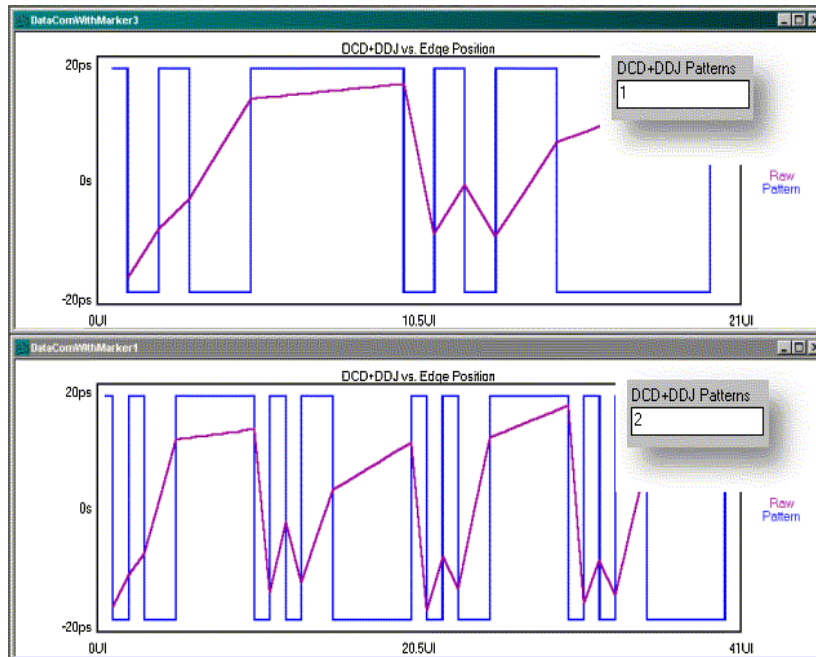 DataComWithMarker3
DCD+DDJ vs. Edge Position
20ps
0s
-20ps
0UI
10.5UI
21UI
DCD+DDJ Patterns
1
Raw
Pattern
DataComWithMarker1
DCD+DDJ vs. Edge Position
20ps
0s
-20ps
0UI
20.5UI
41UI
DCD+DDJ Patterns
2
Raw
Pattern